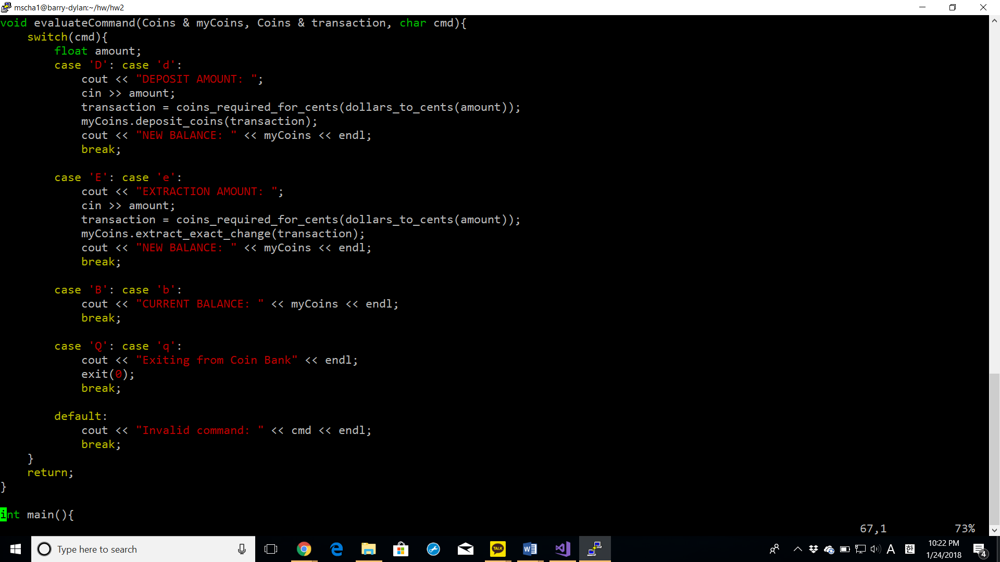 mscha1@barry-dylan:~/hw/hw2
void evaluateCommand(Coins & myCoins, Coins & transaction, char cmd){
    switch(cmd){
        float amount;
        case 'D': case 'd':
            cout << "DEPOSIT AMOUNT: ";
            cin >> amount;
            transaction = coins_required_for_cents(dollars_to_cents(amount));
            myCoins.deposit_coins(transaction);
            cout << "NEW BALANCE: " << myCoins << endl;
            break;

        case 'E': case 'e':
            cout << "EXTRACTION AMOUNT: ";
            cin >> amount;
            transaction = coins_required_for_cents(dollars_to_cents(amount));
            myCoins.extract_exact_change(transaction);
            cout << "NEW BALANCE: " << myCoins << endl;
            break;

        case 'B': case 'b':
            cout << "CURRENT BALANCE: " << myCoins << endl;
            break;

        case 'Q': case 'q':
            cout << "Exiting from Coin Bank" << endl;
            exit(0);
            break;

        default:
            cout << "Invalid command: " << cmd << endl;
            break;
    }
    return;
}

int main(){
67,1 73%
Type here to search
TALK
A
한
10:22 PM
1/24/2018
4